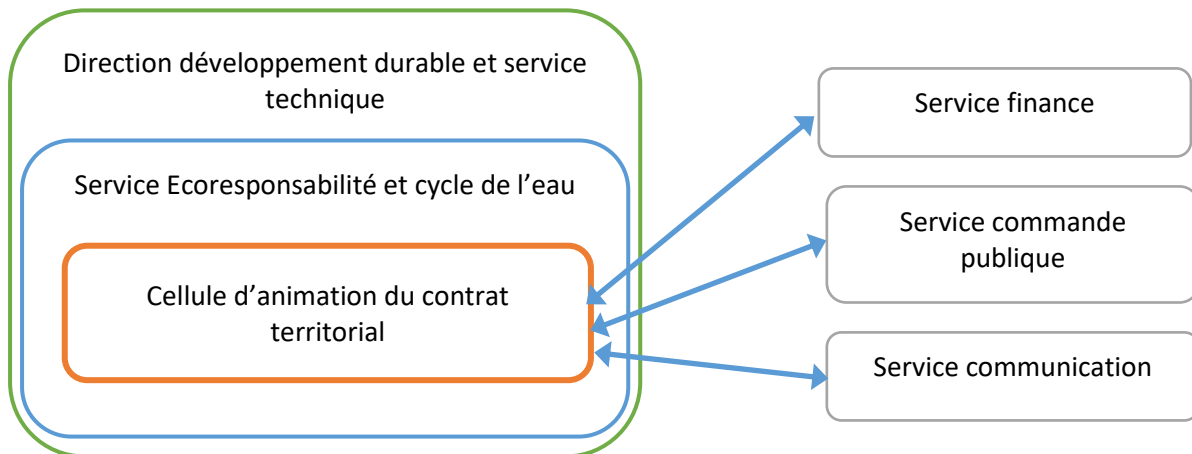 Direction développement durable et service
technique
Service Ecoresponsabilité et cycle de l’eau
Cellule d’animation du contrat
territorial
Service finance
Service commande
publique
Service communication